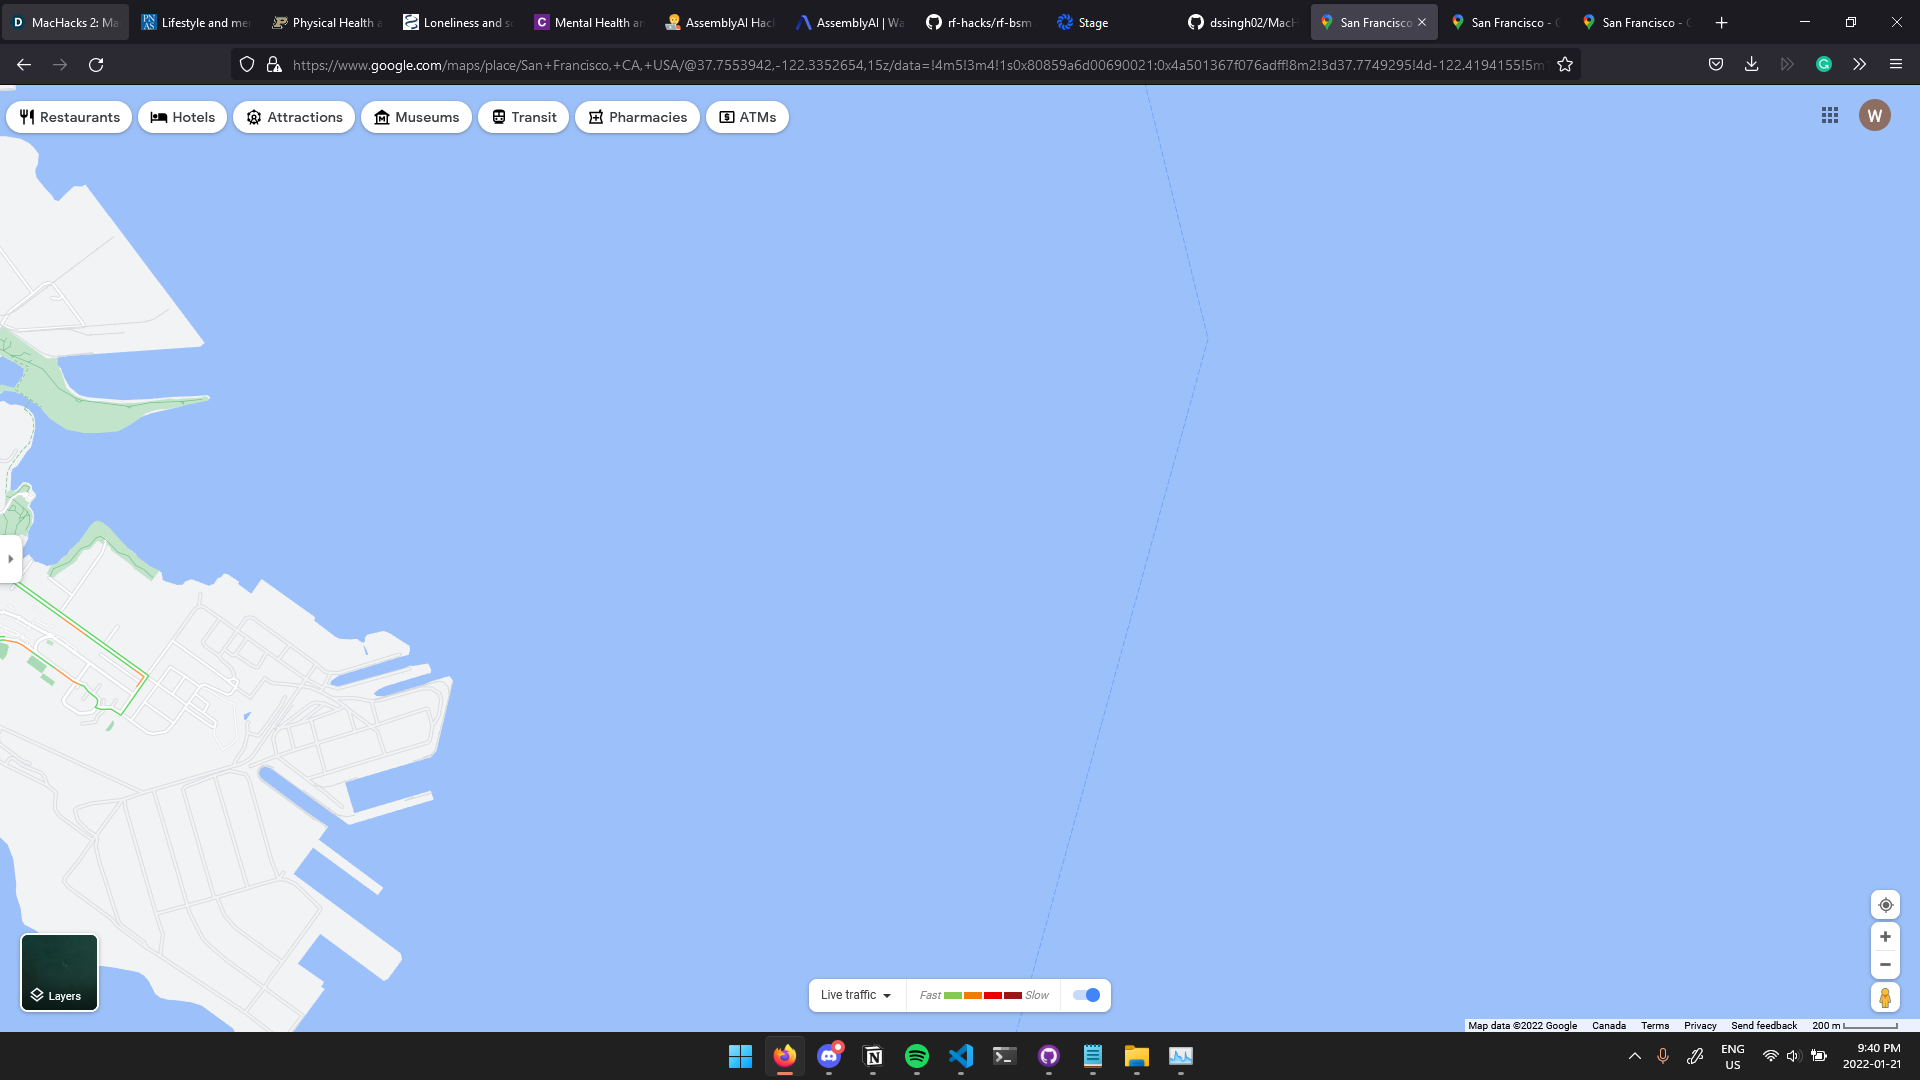 MacHacks 2: Ma
Lifestyle and me
Physical Health a
Loneliness and so
Mental Health an
AssemblyAI Hack
AssemblyAI | Wa
rf-hacks/rf-bsm
Stage
dssingh02/MacH
San Francisco
San Francisco - G
San Francisco - G
https://www.google.com/maps/place/San+Francisco,+CA,+USA/@37.7553942,-122.3352654,15z/data=!4m5!3m4!1s0x80859a6d00690021:0x4a501367f076adff!8m2!3d37.7749295!4d-122.4194155!5m1
Restaurants
Hotels
Attractions
Museums
Transit
Pharmacies
ATMs
W
Layers
Live traffic
Fast
Slow
Map data ©2022 Google
Canada
Terms
Privacy
Send feedback
200 m
ENG
US
9:40 PM
2022-01-21